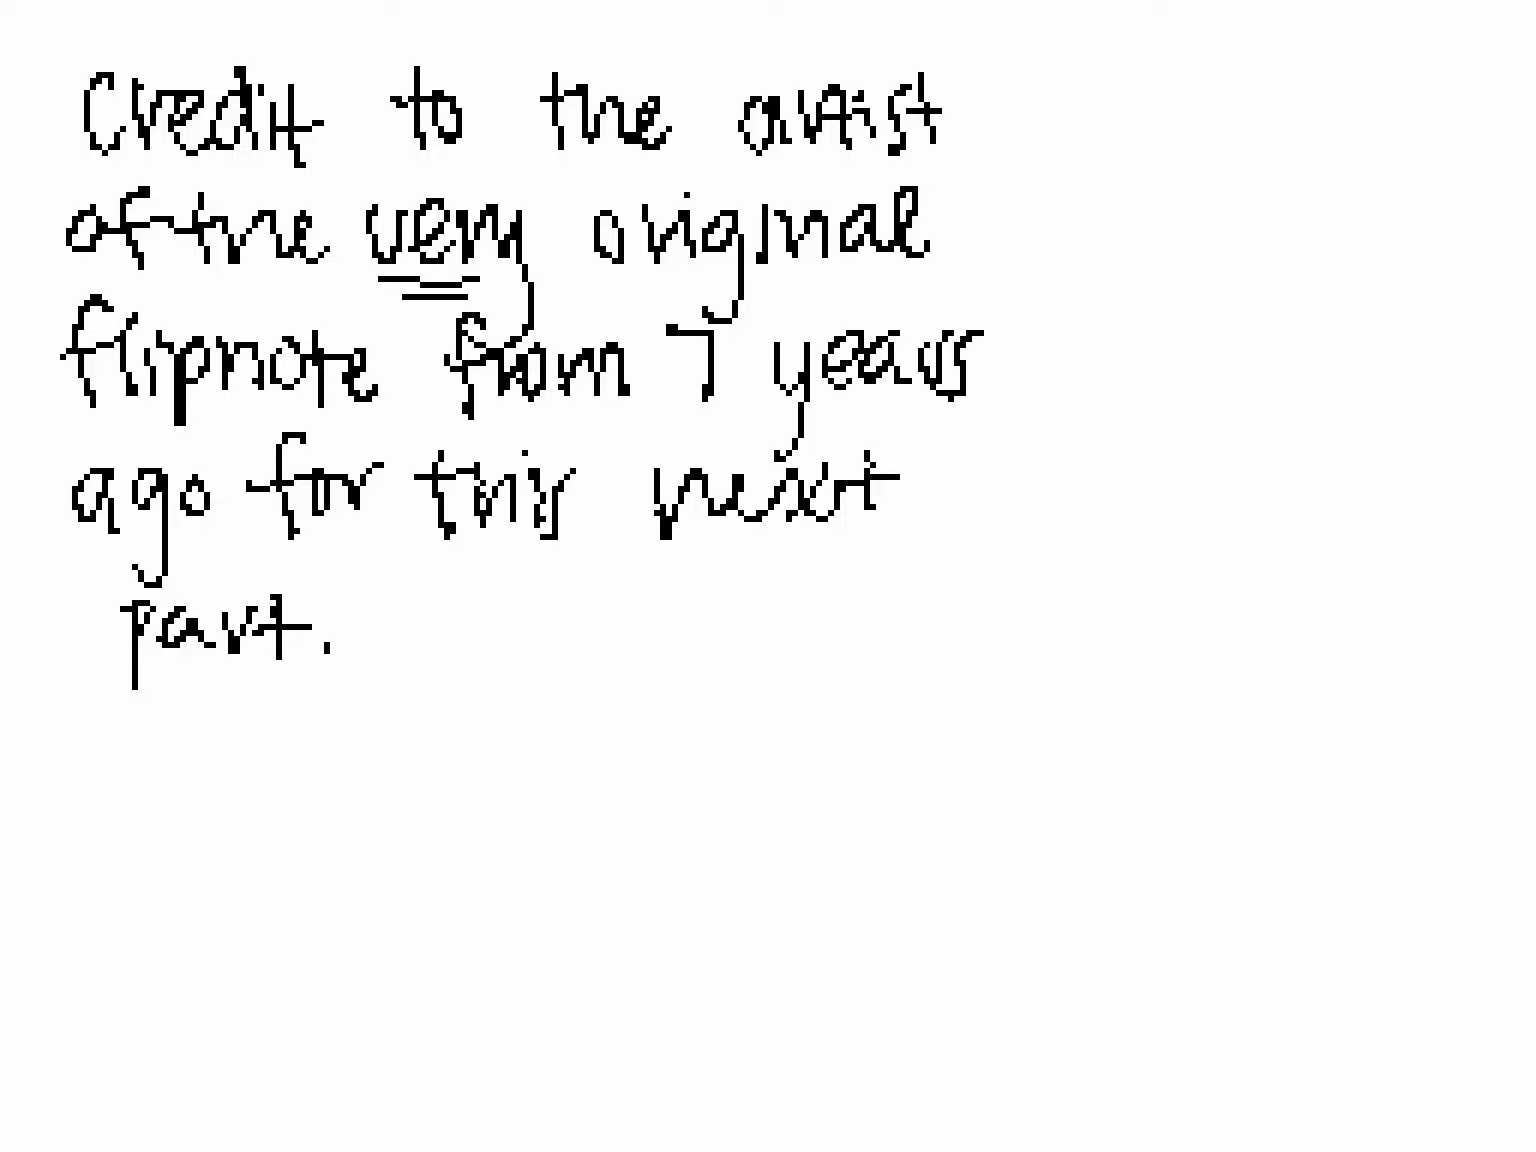 Credit to the artist
of the very original
flipnote from 7 years
ago for this next
part.